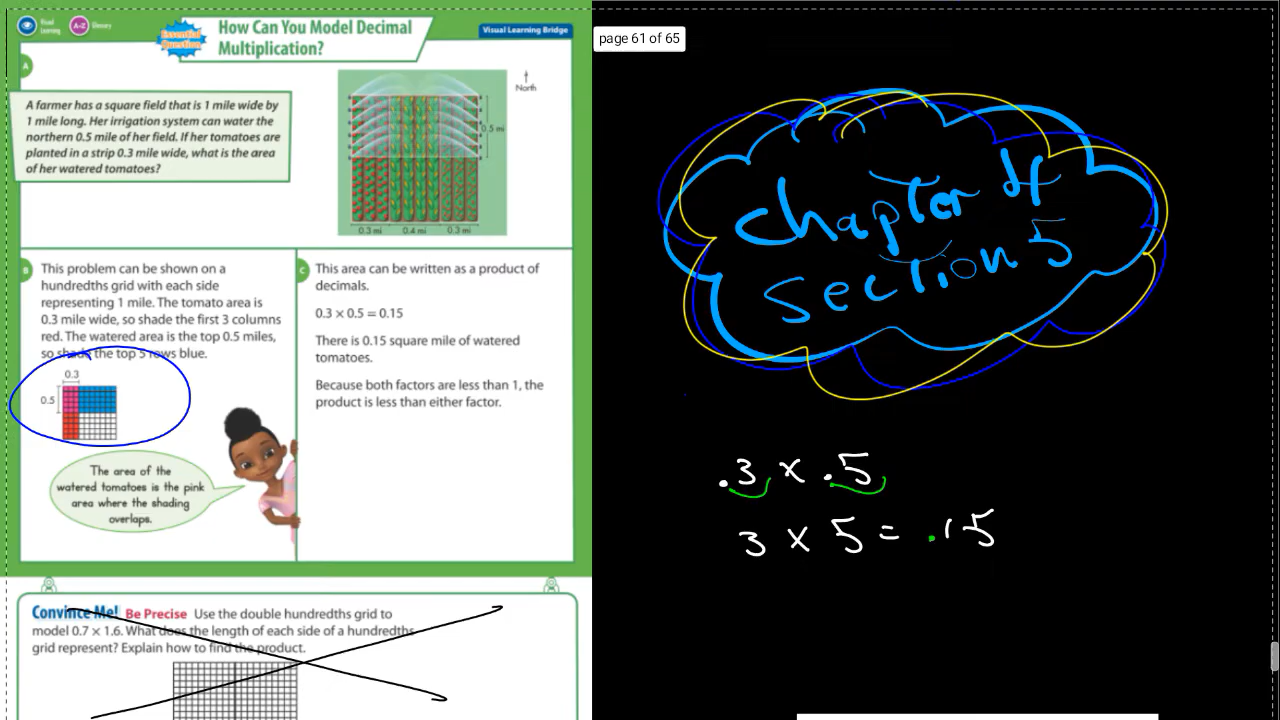 Visual
Learning
A-Z
Glossary
Essential
Question
How Can You Model Decimal
Multiplication?
Visual Learning Bridge
A
A farmer has a square field that is 1 mile wide by
1 mile long. Her irrigation system can water the
northern 0.5 mile of her field. If her tomatoes are
planted in a strip 0.3 mile wide, what is the area
of her watered tomatoes?
North
0.5 mi
0.3 mi 0.4 mi 0.3 mi
B
This problem can be shown on a
hundredths grid with each side
representing 1 mile. The tomato area is
0.3 mile wide, so shade the first 3 columns
red. The watered area is the top 0.5 miles,
so shade the top 5 rows blue.
0.3
0.5
The area of the
watered tomatoes is the pink
area where the shading
overlaps.
C
This area can be written as a product of
decimals.
0.3 × 0.5 = 0.15
There is 0.15 square mile of watered
tomatoes.
Because both factors are less than 1, the
product is less than either factor.
Convince Me! Be Precise Use the double hundredths grid to
model 0.7 × 1.6. What does the length of each side of a hundredths
grid represent? Explain how to find the product.
page 61 of 65
chapter 4
section 5
.3 x .5
3 x 5 = .15